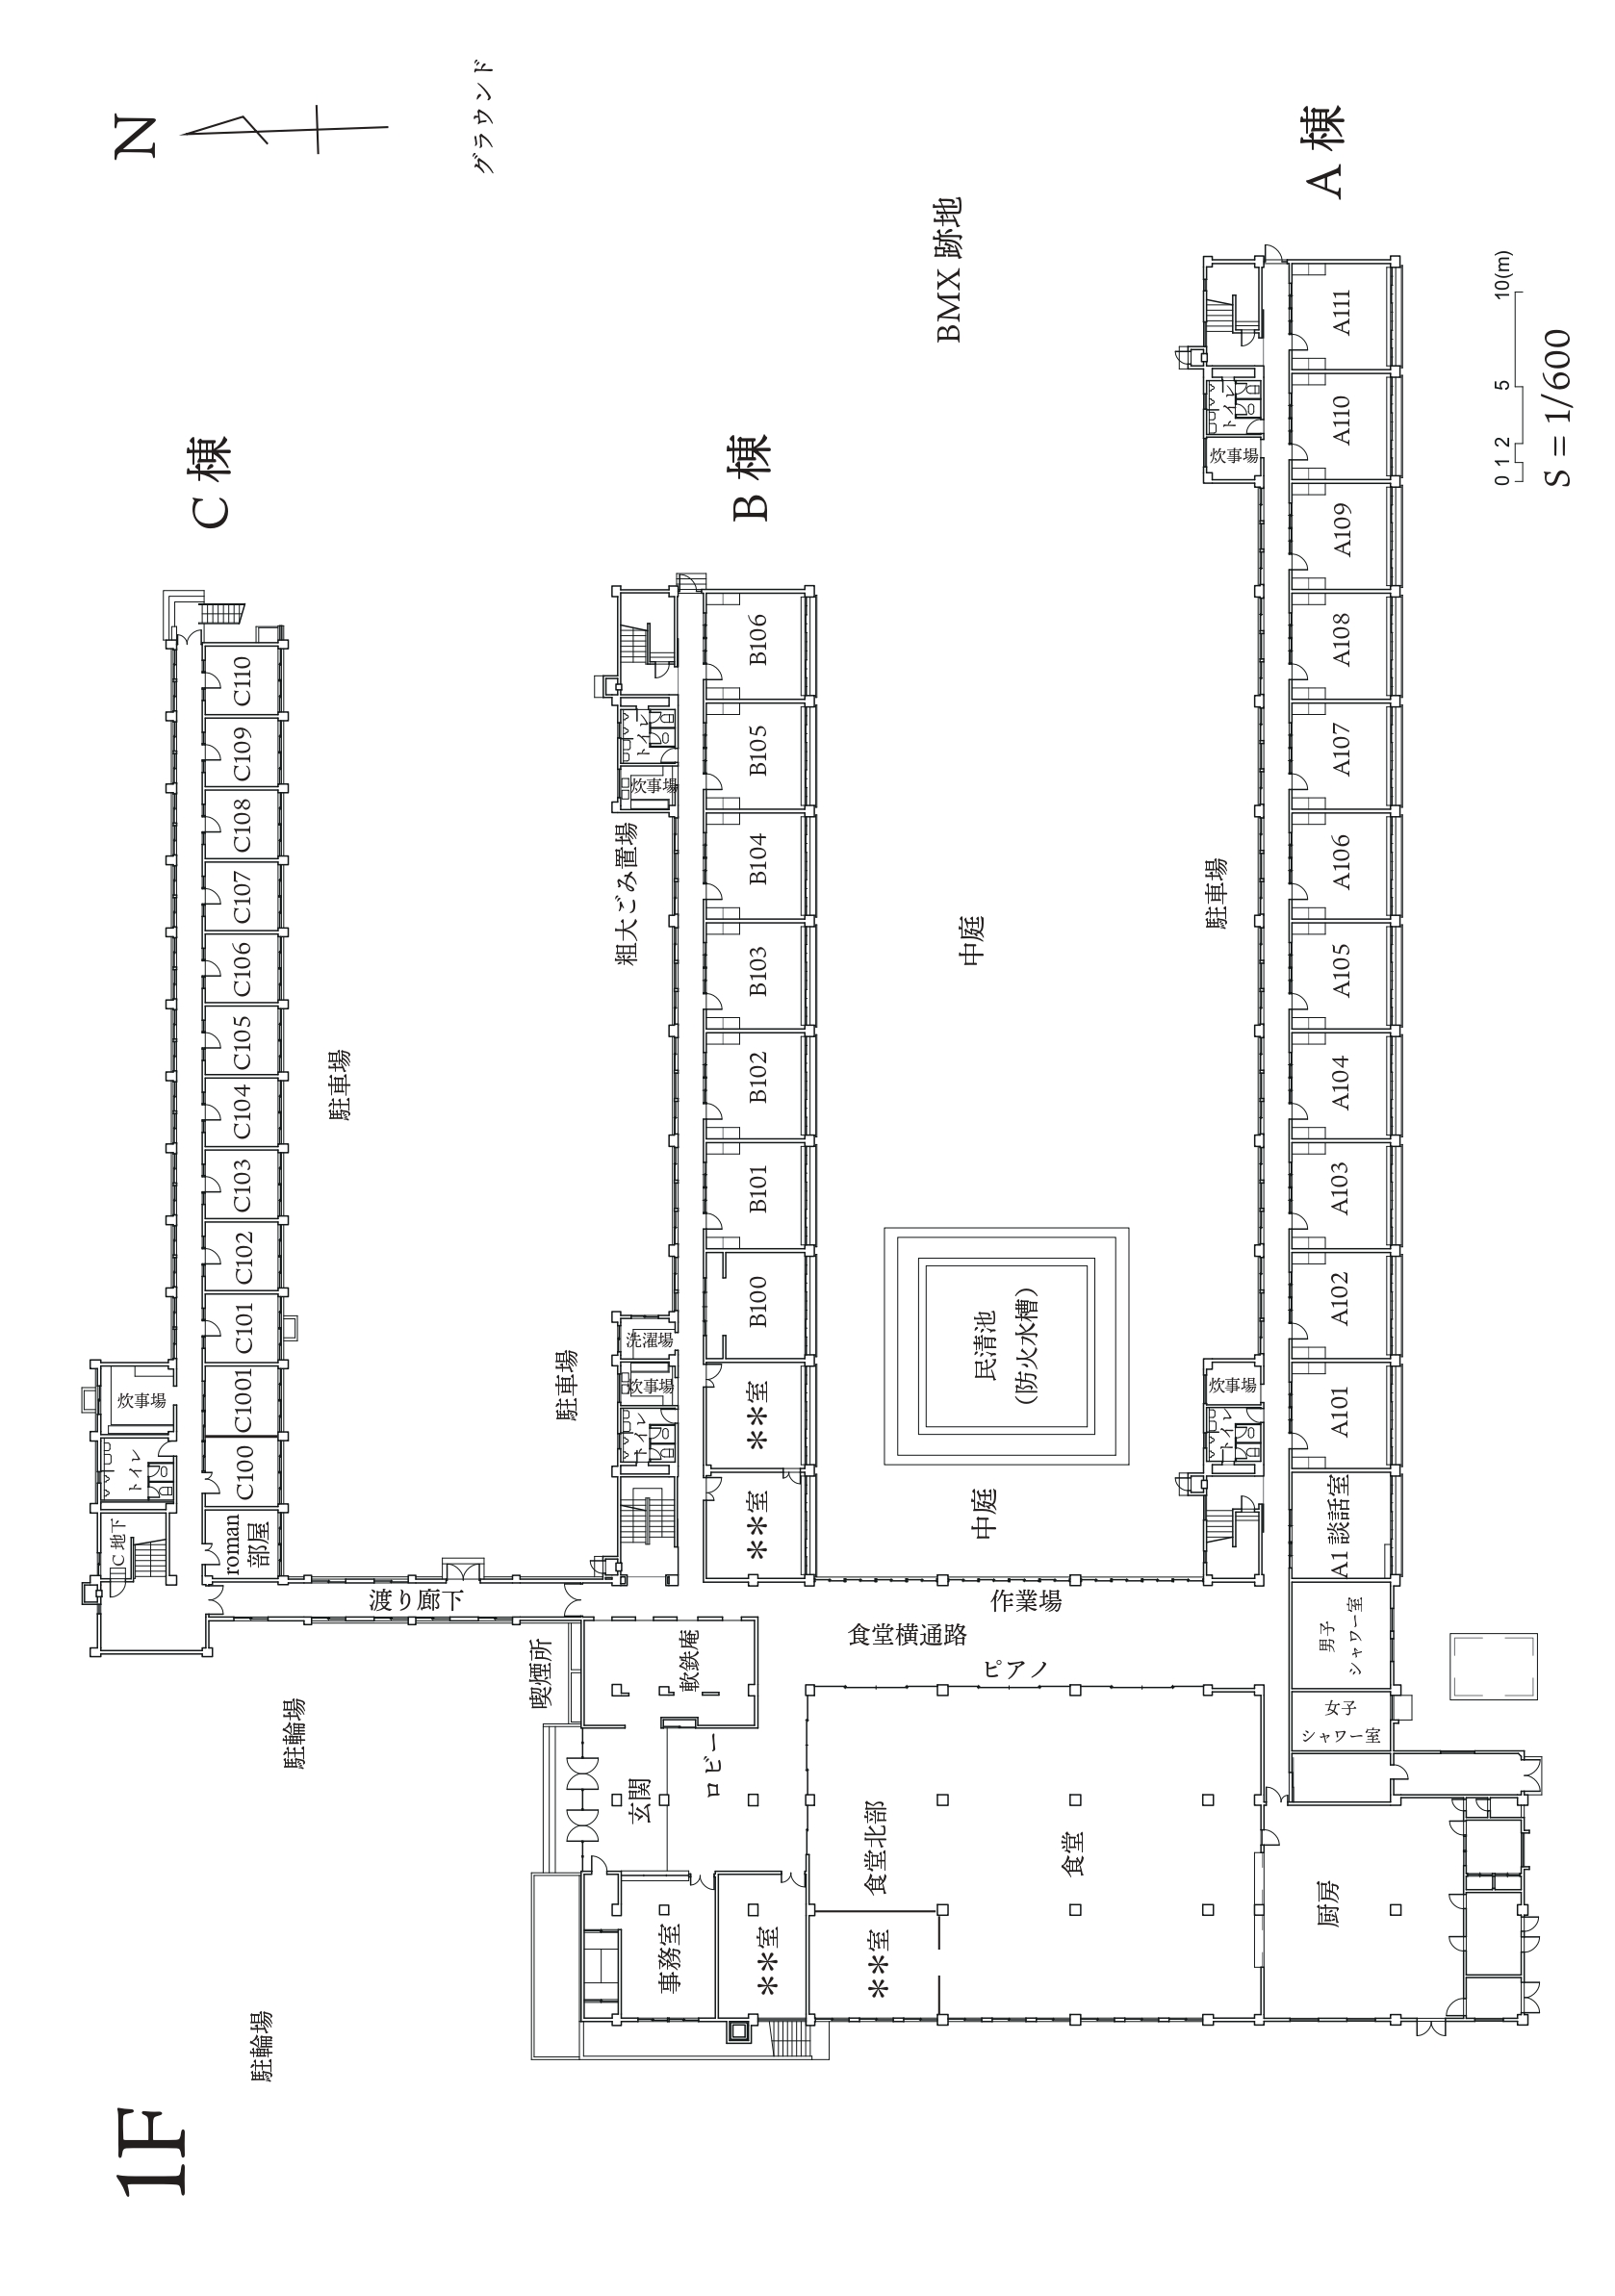 1F
N
グラウンド
C棟
駐輪場
駐輪場
C地下
トイレ
炊事場
roman
部屋
C100
C1001
C101
C102
C103
C104
C105
C106
C107
C108
C109
C110
渡り廊下
駐車場
B棟
喫煙所
駐車場
粗大ごみ置場
玄関
ロビー
軟鉄庵
事務室
**室
トイレ
炊事場
洗濯場
炊事場
トイレ
**室
**室
B100
B101
B102
B103
B104
B105
B106
BMX跡地
**室
食堂北部
食堂
食堂横通路
ピアノ
作業場
中庭
民清池
(防火水槽)
中庭
駐車場
A棟
トイレ
炊事場
炊事場
トイレ
厨房
女子
シャワー室
男子
シャワー室
A1談話室
A101
A102
A103
A104
A105
A106
A107
A108
A109
A110
A111
0 1 2 5 10(m)
S = 1/600